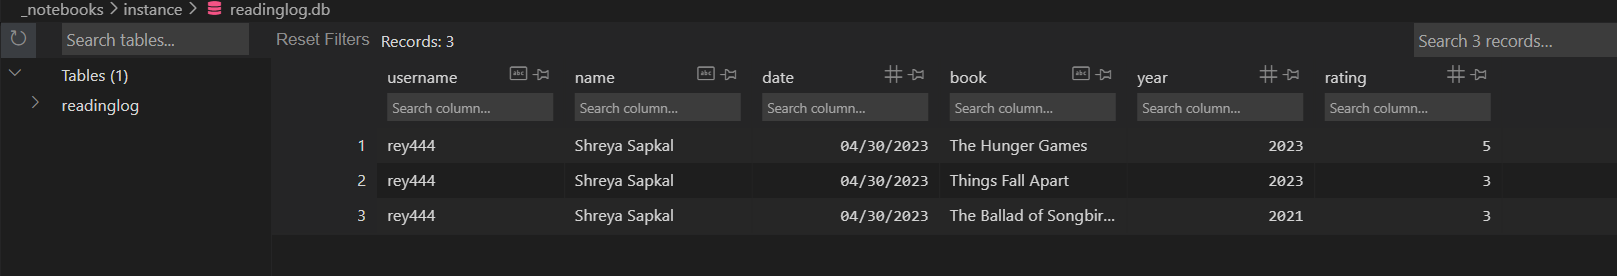 _notebooks > instance > readinglog.db
Search tables... Reset Filters Records: 3 Search 3 records...
Tables (1)
readinglog
username abc name abc date book abc year rating
Search column... Search column... Search column... Search column... Search column... Search column...
1 rey444 Shreya Sapkal 04/30/2023 The Hunger Games 2023 5
2 rey444 Shreya Sapkal 04/30/2023 Things Fall Apart 2023 3
3 rey444 Shreya Sapkal 04/30/2023 The Ballad of Songbir... 2021 3